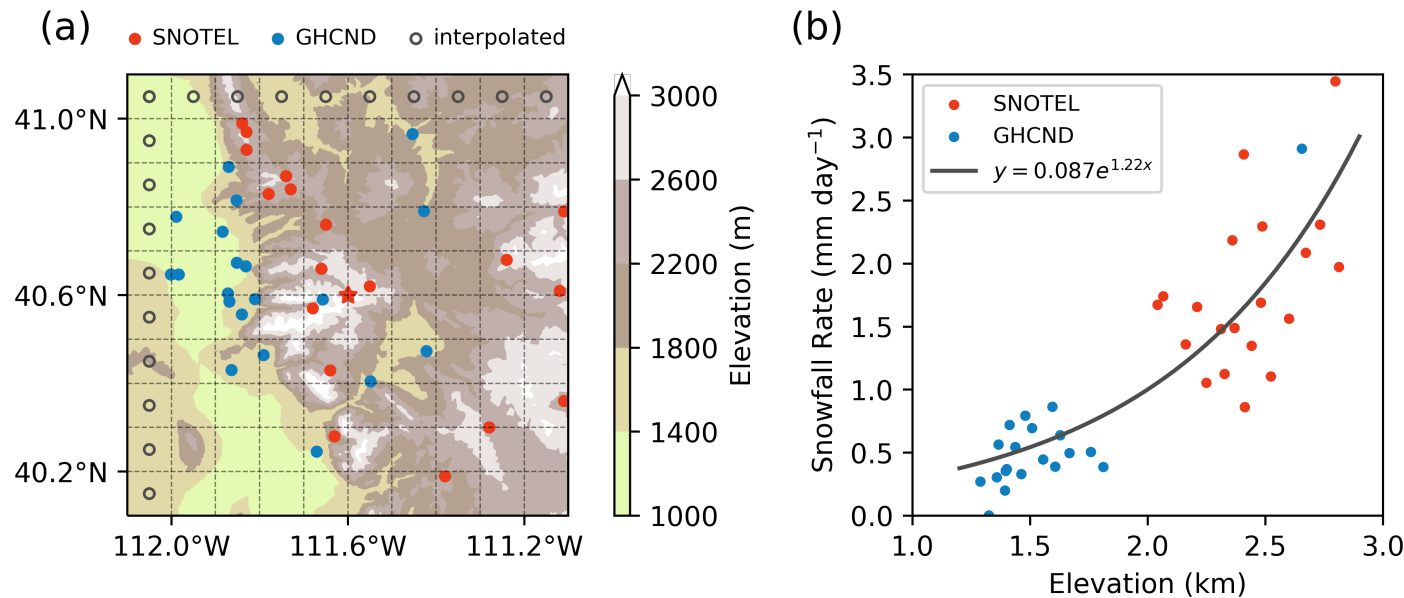 (a)
SNOTEL GHCND interpolated
41.0°N
40.6°N
40.2°N
112.0°W 111.6°W 111.2°W
3000
2600
2200
1800
1400
1000
Elevation (m)
(b)
Snowfall Rate (mm day⁻¹)
3.5
3.0
2.5
2.0
1.5
1.0
0.5
0.0
SNOTEL
GHCND
y = 0.087e^{1.22x}
1.0 1.5 2.0 2.5 3.0
Elevation (km)